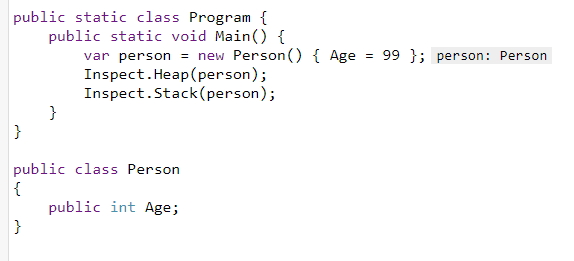 public static class Program {
    public static void Main() {
        var person = new Person() { Age = 99 }; person: Person
        Inspect.Heap(person);
        Inspect.Stack(person);
    }
}

public class Person
{
    public int Age;
}